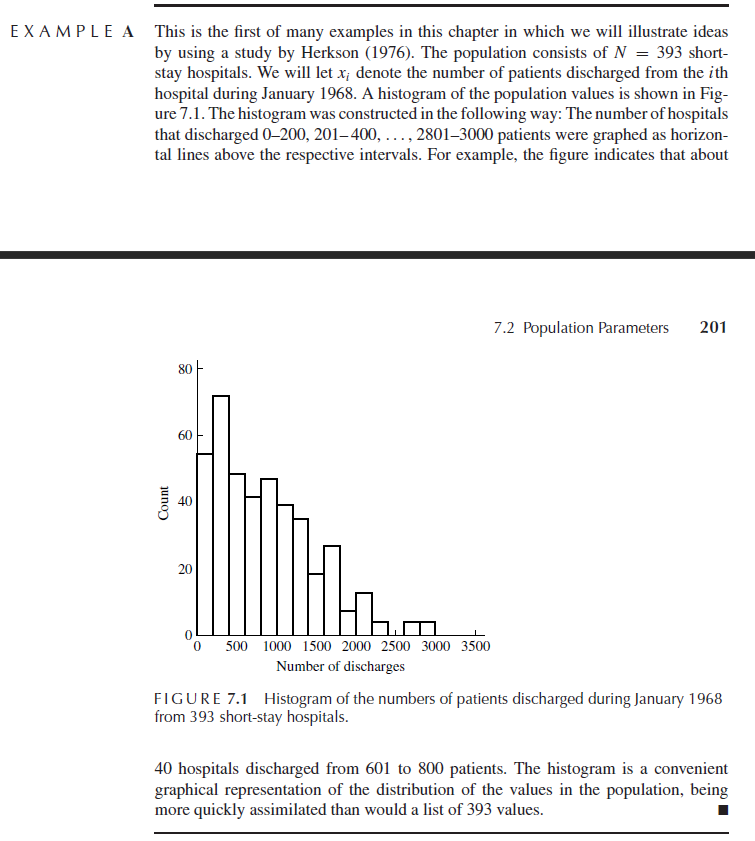 EXAMPLE A This is the first of many examples in this chapter in which we will illustrate ideas
by using a study by Herkson (1976). The population consists of N = 393 short-
stay hospitals. We will let xᵢ denote the number of patients discharged from the ith
hospital during January 1968. A histogram of the population values is shown in Fig-
ure 7.1. The histogram was constructed in the following way: The number of hospitals
that discharged 0–200, 201–400, . . . , 2801–3000 patients were graphed as horizon-
tal lines above the respective intervals. For example, the figure indicates that about
7.2 Population Parameters 201
80
60
40
20
0
Count
0 500 1000 1500 2000 2500 3000 3500
Number of discharges
FIGURE 7.1 Histogram of the numbers of patients discharged during January 1968
from 393 short-stay hospitals.
40 hospitals discharged from 601 to 800 patients. The histogram is a convenient
graphical representation of the distribution of the values in the population, being
more quickly assimilated than would a list of 393 values. ■